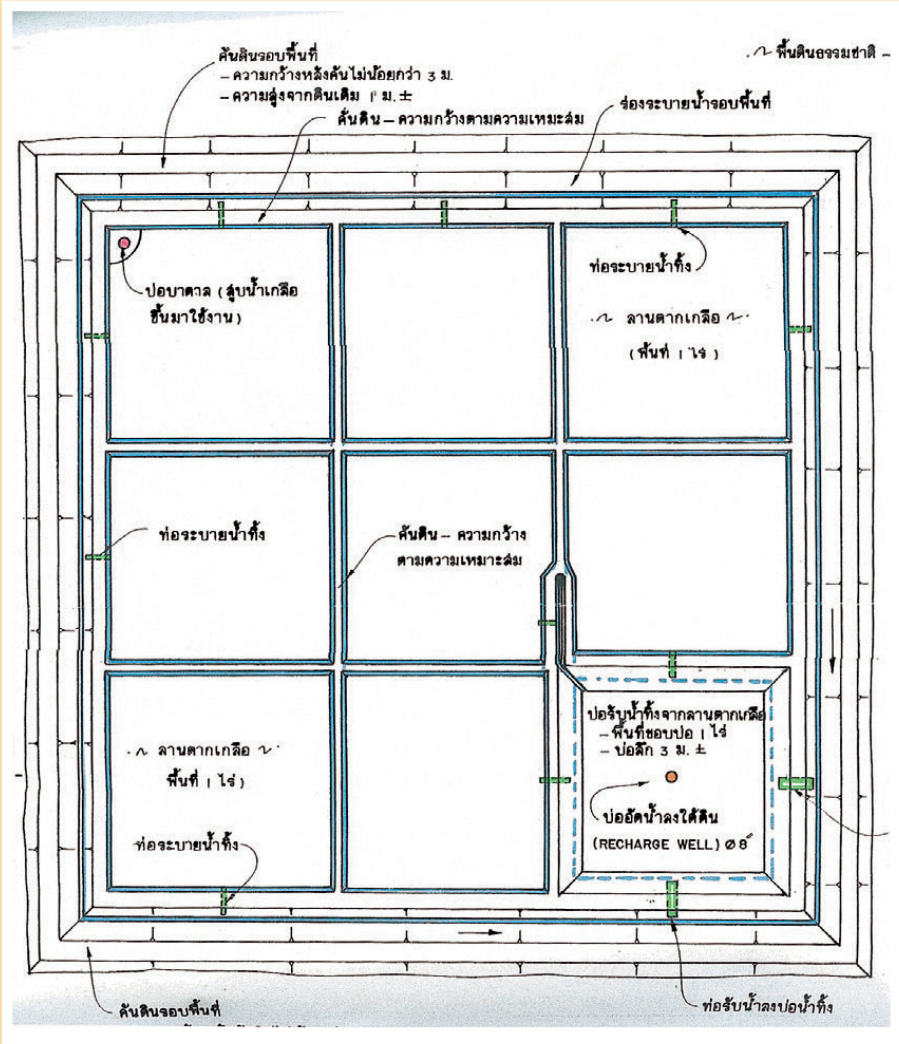 คันดินรอบพื้นที่
– ความกว้างหลังคันไม่น้อยกว่า 3 ม.
– ความสูงจากดินเดิม 1 ม. ±
.~ พื้นดินธรรมชาติ –
คันดิน – ความกว้างตามความเหมะสม
ร่องระบายน้ำรอบพื้นที่
ท่อระบายน้ำทิ้ง
บ่อบาดาล (สูบน้ำเกลือ
ขึ้นมาใช้งาน)
.~ ลานตากเกลือ ~.
(พื้นที่ 1 ไร่)
ท่อระบายน้ำทิ้ง
คันดิน – ความกว้าง
ตามความเหมาะสม
บ่อรับน้ำทิ้งจากลานตากเกลือ
– พื้นที่ขอบบ่อ 1 ไร่
– บ่อลึก 3 ม. ±
.~ ลานตากเกลือ ~.
พื้นที่ 1 ไร่)
บ่ออัดน้ำลงใต้ดิน
(RECHARGE WELL) Ø 8"
ท่อระบายน้ำทิ้ง
ท่อรับน้ำลงบ่อน้ำทิ้ง
คันดินรอบพื้นที่